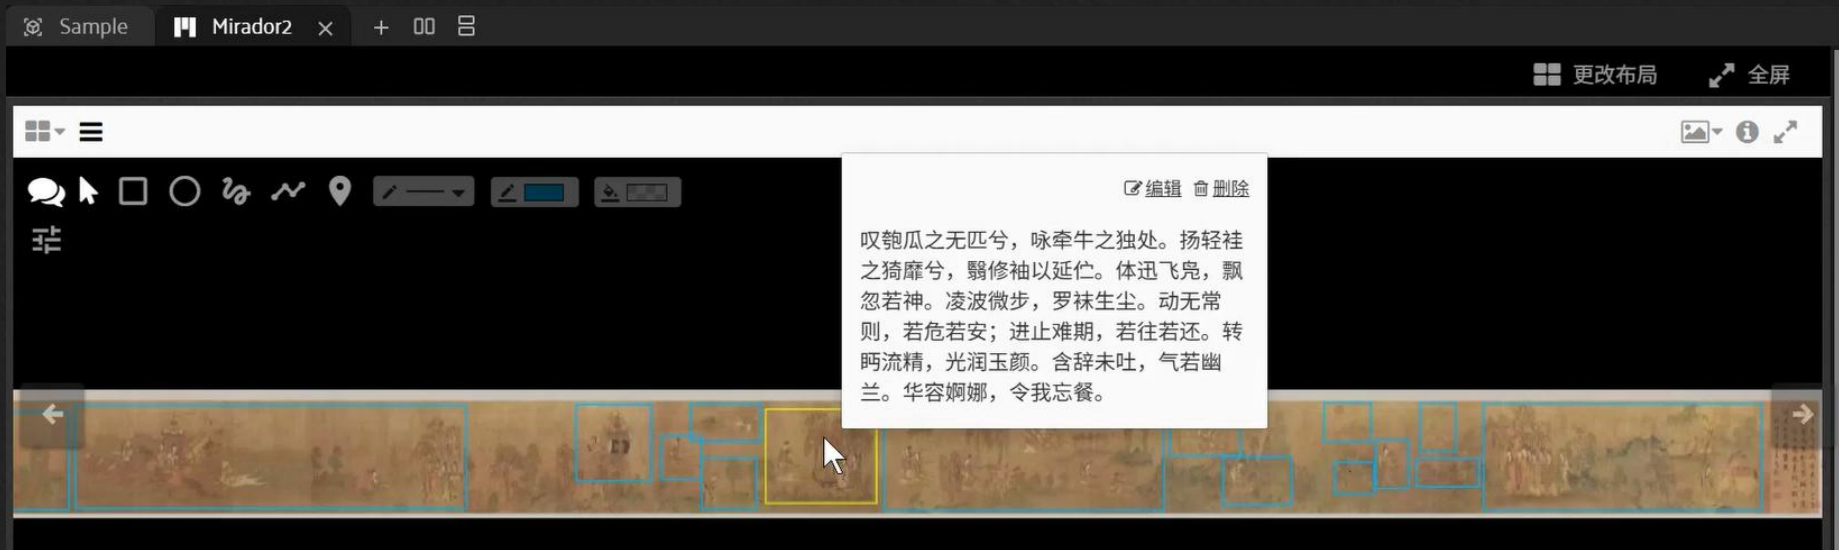 Sample
Mirador2
更改布局
全屏
编辑 删除
叹匏瓜之无匹兮，咏牵牛之独处。扬轻袿
之猗靡兮，翳修袖以延伫。体迅飞凫，飘
忽若神。凌波微步，罗袜生尘。动无常
则，若危若安；进止难期，若往若还。转
眄流精，光润玉颜。含辞未吐，气若幽
兰。华容婀娜，令我忘餐。